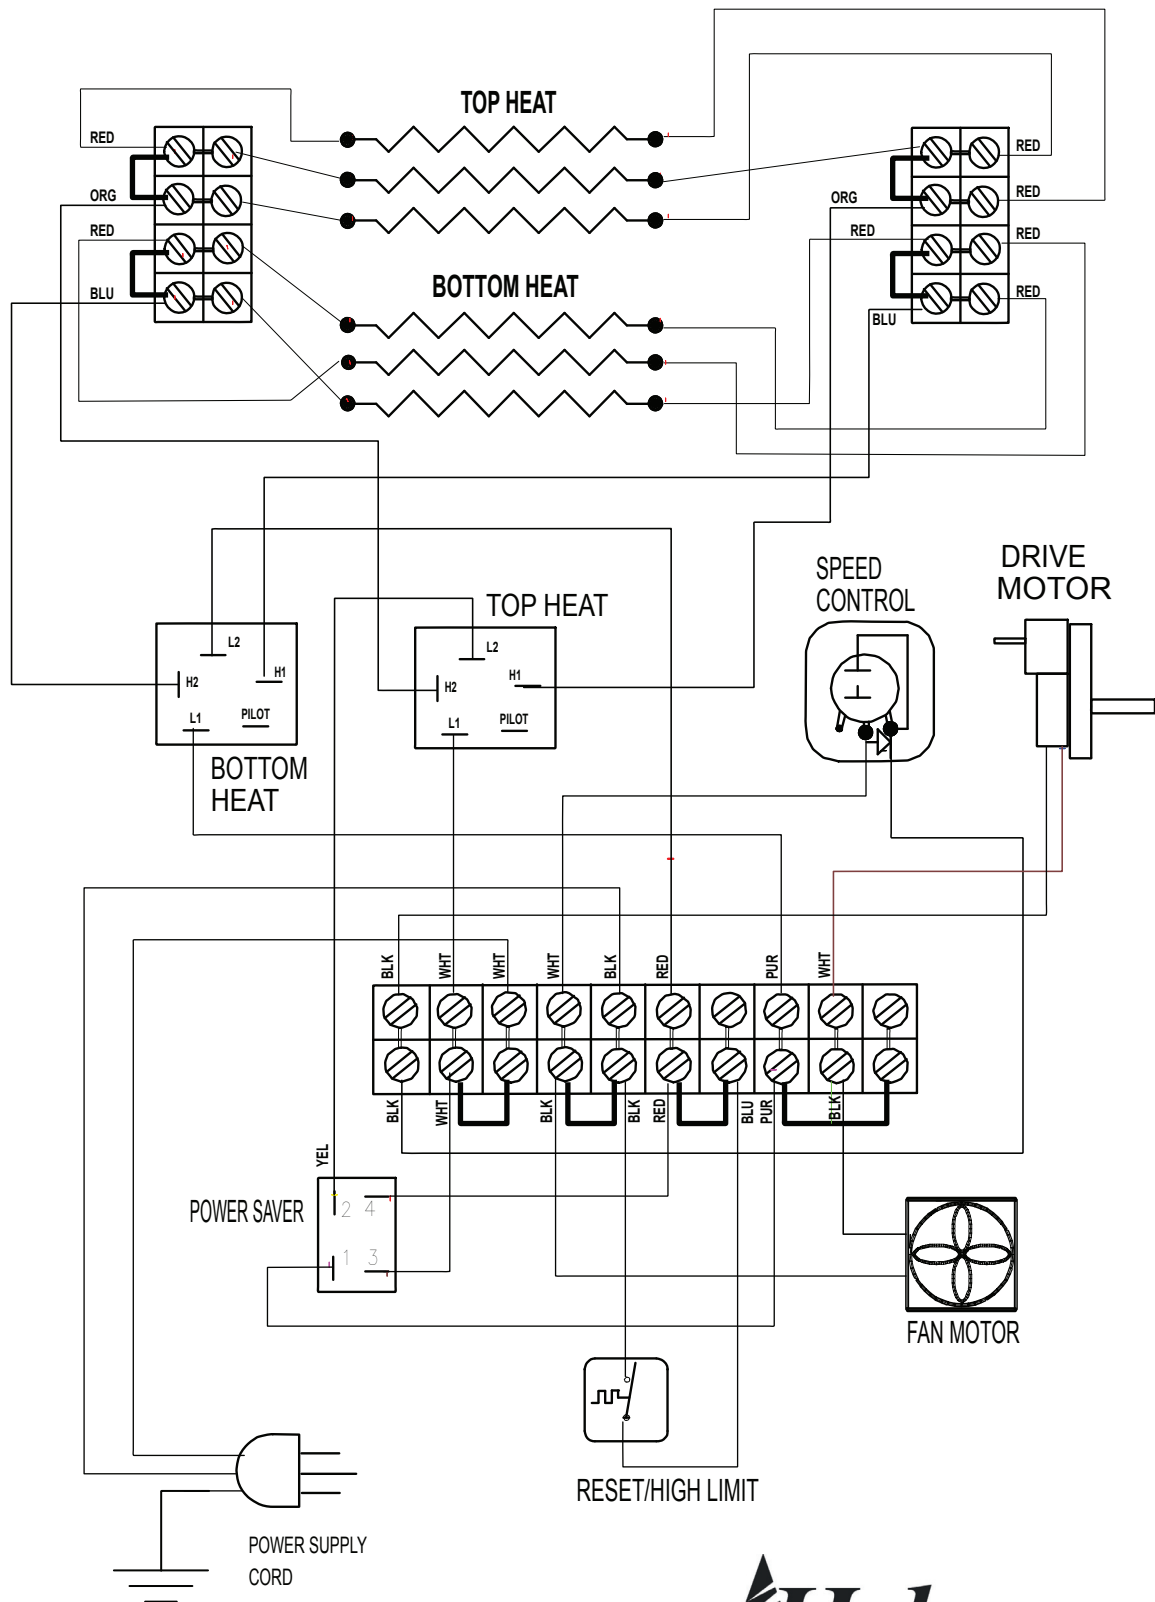 TOP HEAT
RED
RED
ORG
RED
ORG
RED
RED
RED
BOTTOM HEAT
BLU
RED
BLU
DRIVE
MOTOR
SPEED
CONTROL
TOP HEAT
L2
H2
H1
L1
PILOT
BOTTOM
HEAT
L2
H2
H1
L1
PILOT
BLK
WHT
WHT
WHT
BLK
RED
PUR
WHT
BLK
WHT
BLK
BLK
RED
BLU
PUR
BLK
YEL
POWER SAVER
2 4
1 3
FAN MOTOR
RESET/HIGH LIMIT
POWER SUPPLY
CORD